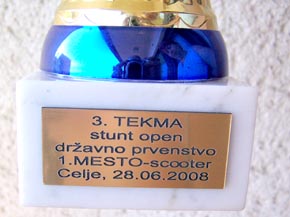 3. TEKMA
stunt open
državno prvenstvo
1.MESTO-scooter
Celje, 28.06.2008